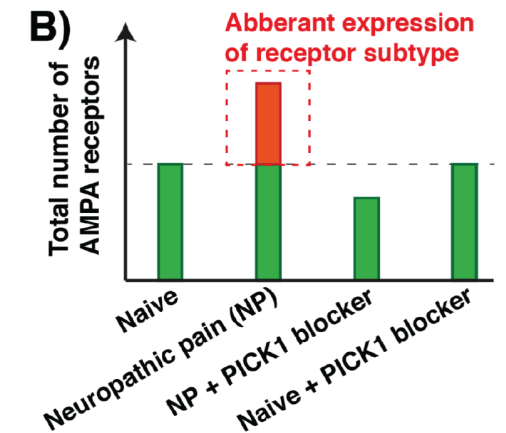 B)
Abberant expression
of receptor subtype
Total number of
AMPA receptors
Naive
Neuropathic pain (NP)
NP + PICK1 blocker
Naive + PICK1 blocker